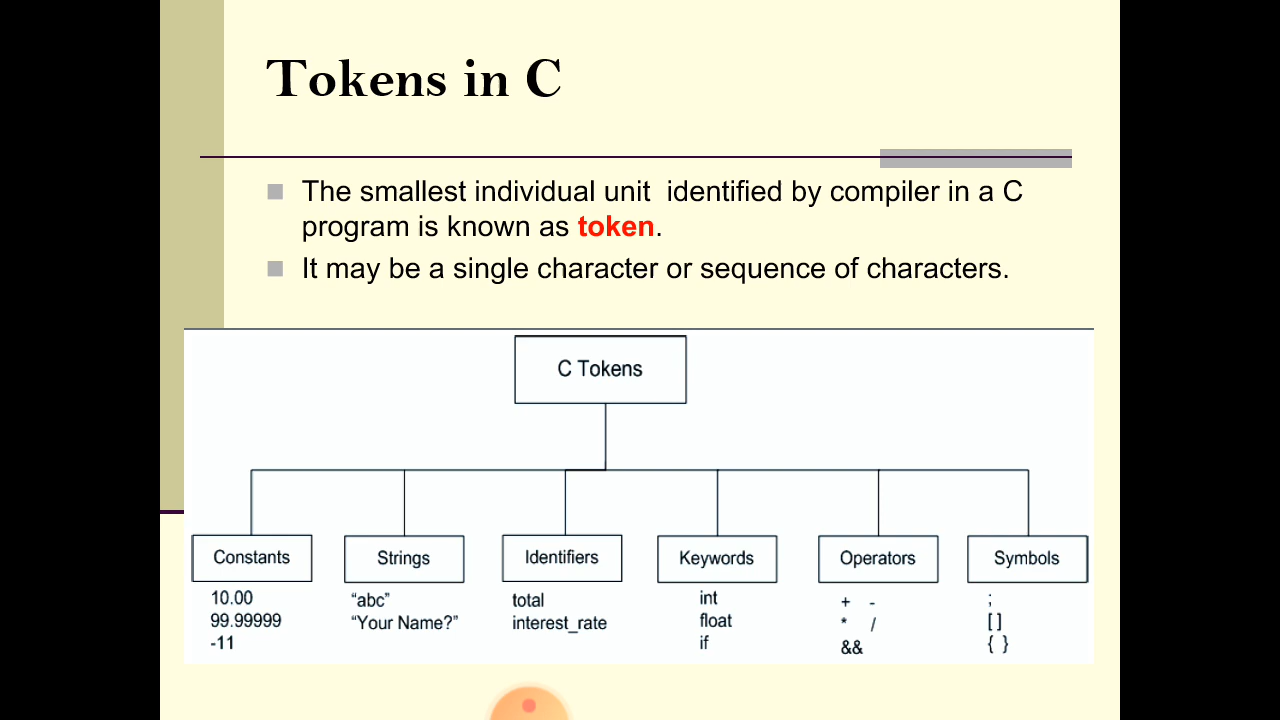 Tokens in C
The smallest individual unit identified by compiler in a C
program is known as token.
It may be a single character or sequence of characters.
C Tokens
Constants Strings Identifiers Keywords Operators Symbols
10.00 “abc” total int + - ;
99.99999 “Your Name?” interest_rate float * / [ ]
-11 if && { }